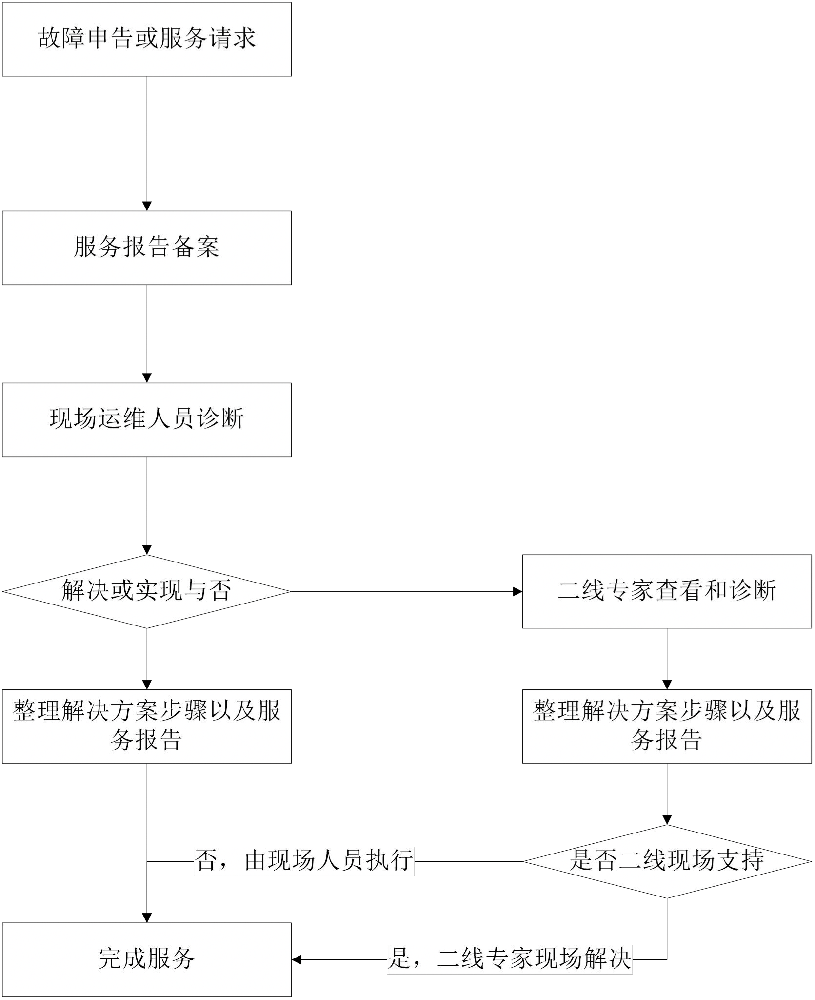 故障申告或服务请求
服务报告备案
现场运维人员诊断
解决或实现与否
二线专家查看和诊断
整理解决方案步骤以及服
务报告
整理解决方案步骤以及服
务报告
否，由现场人员执行
是否二线现场支持
完成服务
是，二线专家现场解决